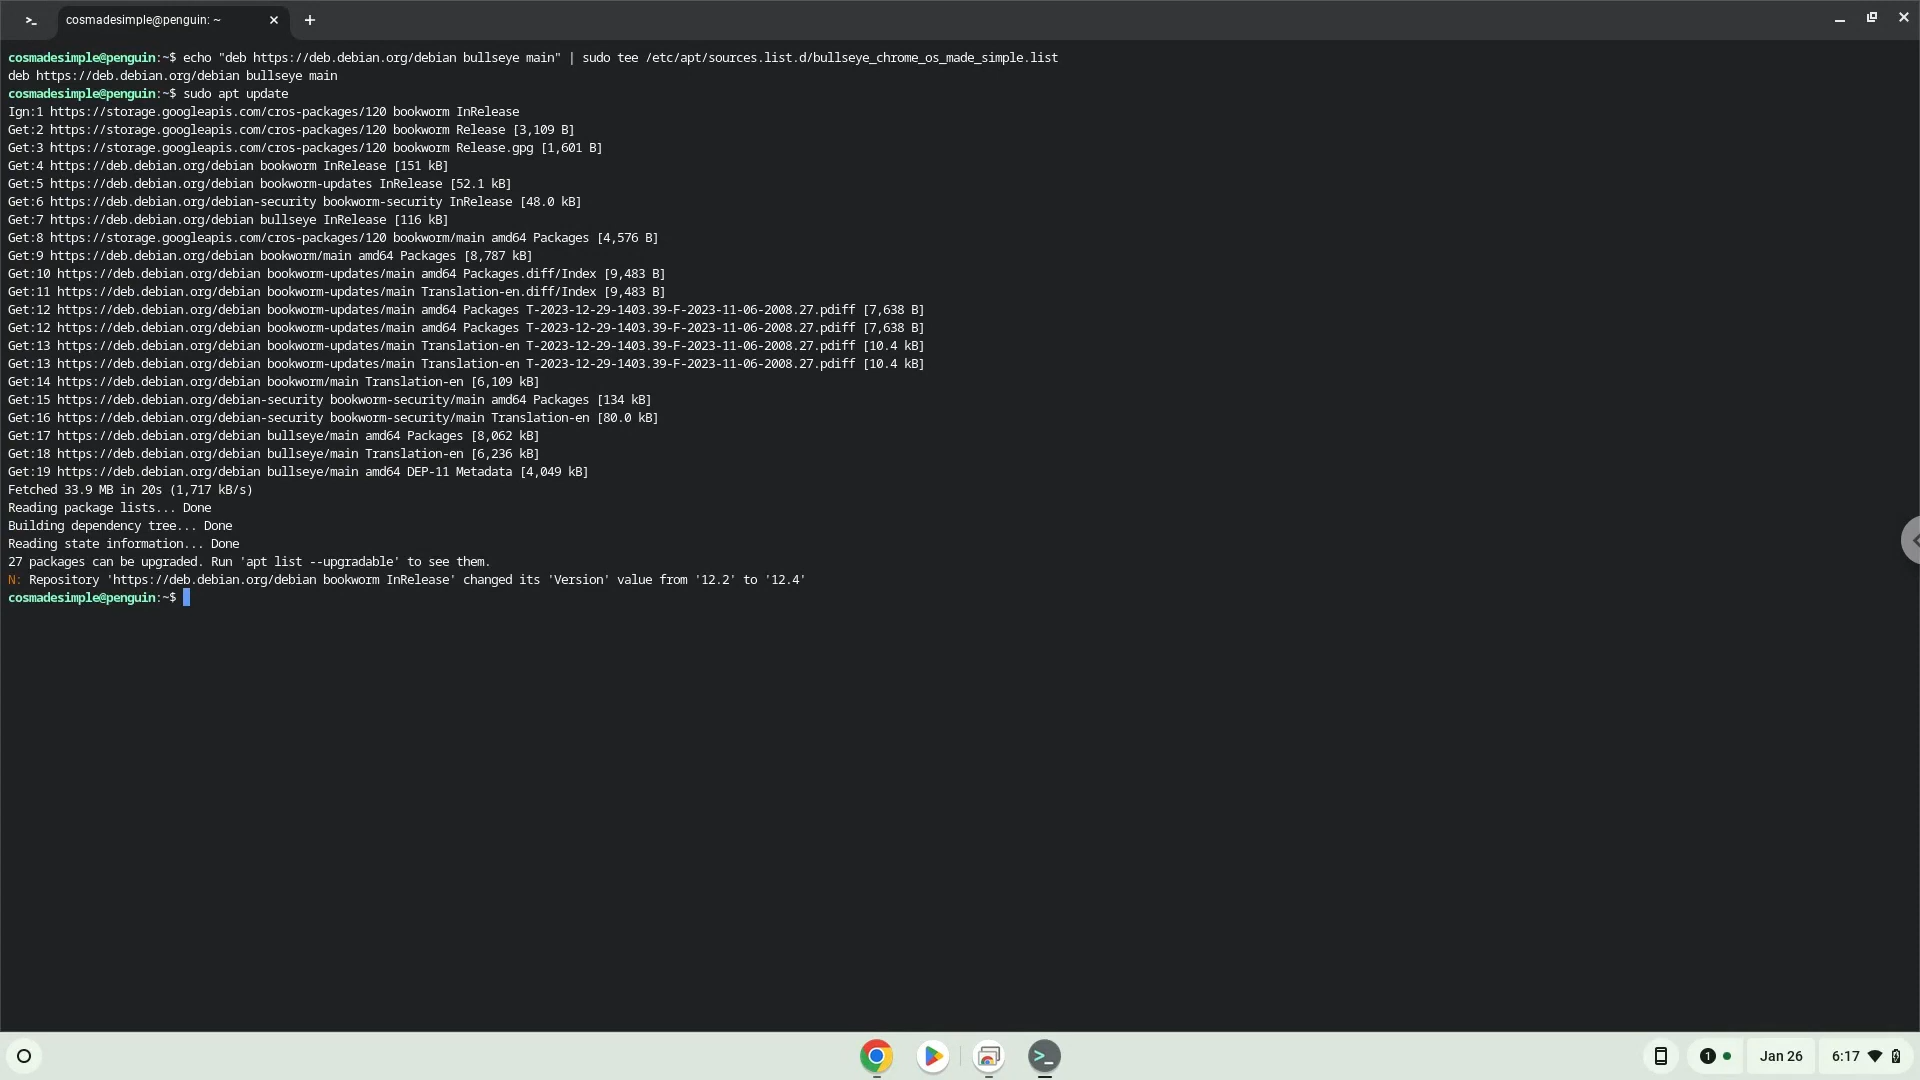 >_ cosmadesimple@penguin: ~ × +
cosmadesimple@penguin:~$ echo "deb https://deb.debian.org/debian bullseye main" | sudo tee /etc/apt/sources.list.d/bullseye_chrome_os_made_simple.list
deb https://deb.debian.org/debian bullseye main
cosmadesimple@penguin:~$ sudo apt update
Ign:1 https://storage.googleapis.com/cros-packages/120 bookworm InRelease
Get:2 https://storage.googleapis.com/cros-packages/120 bookworm Release [3,109 B]
Get:3 https://storage.googleapis.com/cros-packages/120 bookworm Release.gpg [1,601 B]
Get:4 https://deb.debian.org/debian bookworm InRelease [151 kB]
Get:5 https://deb.debian.org/debian bookworm-updates InRelease [52.1 kB]
Get:6 https://deb.debian.org/debian-security bookworm-security InRelease [48.0 kB]
Get:7 https://deb.debian.org/debian bullseye InRelease [116 kB]
Get:8 https://storage.googleapis.com/cros-packages/120 bookworm/main amd64 Packages [4,576 B]
Get:9 https://deb.debian.org/debian bookworm/main amd64 Packages [8,787 kB]
Get:10 https://deb.debian.org/debian bookworm-updates/main amd64 Packages.diff/Index [9,483 B]
Get:11 https://deb.debian.org/debian bookworm-updates/main Translation-en.diff/Index [9,483 B]
Get:12 https://deb.debian.org/debian bookworm-updates/main amd64 Packages T-2023-12-29-1403.39-F-2023-11-06-2008.27.pdiff [7,638 B]
Get:12 https://deb.debian.org/debian bookworm-updates/main amd64 Packages T-2023-12-29-1403.39-F-2023-11-06-2008.27.pdiff [7,638 B]
Get:13 https://deb.debian.org/debian bookworm-updates/main Translation-en T-2023-12-29-1403.39-F-2023-11-06-2008.27.pdiff [10.4 kB]
Get:13 https://deb.debian.org/debian bookworm-updates/main Translation-en T-2023-12-29-1403.39-F-2023-11-06-2008.27.pdiff [10.4 kB]
Get:14 https://deb.debian.org/debian bookworm/main Translation-en [6,109 kB]
Get:15 https://deb.debian.org/debian-security bookworm-security/main amd64 Packages [134 kB]
Get:16 https://deb.debian.org/debian-security bookworm-security/main Translation-en [80.0 kB]
Get:17 https://deb.debian.org/debian bullseye/main amd64 Packages [8,062 kB]
Get:18 https://deb.debian.org/debian bullseye/main Translation-en [6,236 kB]
Get:19 https://deb.debian.org/debian bullseye/main amd64 DEP-11 Metadata [4,049 kB]
Fetched 33.9 MB in 20s (1,717 kB/s)
Reading package lists... Done
Building dependency tree... Done
Reading state information... Done
27 packages can be upgraded. Run 'apt list --upgradable' to see them.
N: Repository 'https://deb.debian.org/debian bookworm InRelease' changed its 'Version' value from '12.2' to '12.4'
cosmadesimple@penguin:~$
>_ 1 Jan 26 6:17